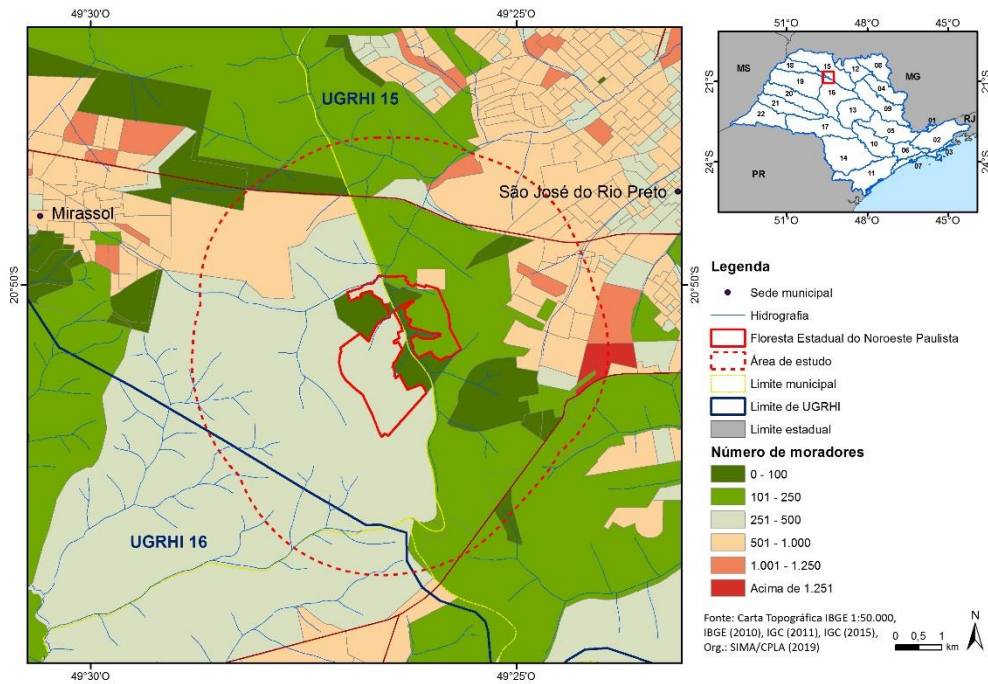 49°30'O
49°25'O
UGRHI 15
São José do Rio Preto
Mirassol
20°50'S
20°50'S
UGRHI 16
49°30'O
49°25'O
51°O
48°O
45°O
MS
MG
RJ
PR
21°S
24°S
21°S
24°S
18
15
12
08
19
16
04
20
13
09
21
22
17
05
01
02
10
06
03
14
07
11
51°O
48°O
45°O
Legenda
Sede municipal
Hidrografia
Floresta Estadual do Noroeste Paulista
Área de estudo
Limite municipal
Limite de UGRHI
Limite estadual
Número de moradores
0 - 100
101 - 250
251 - 500
501 - 1.000
1.001 - 1.250
Acima de 1.251
Fonte: Carta Topográfica IBGE 1:50.000,
IBGE (2010), IGC (2011), IGC (2015),
Org.: SIMA/CPLA (2019)
0 0,5 1
km
N